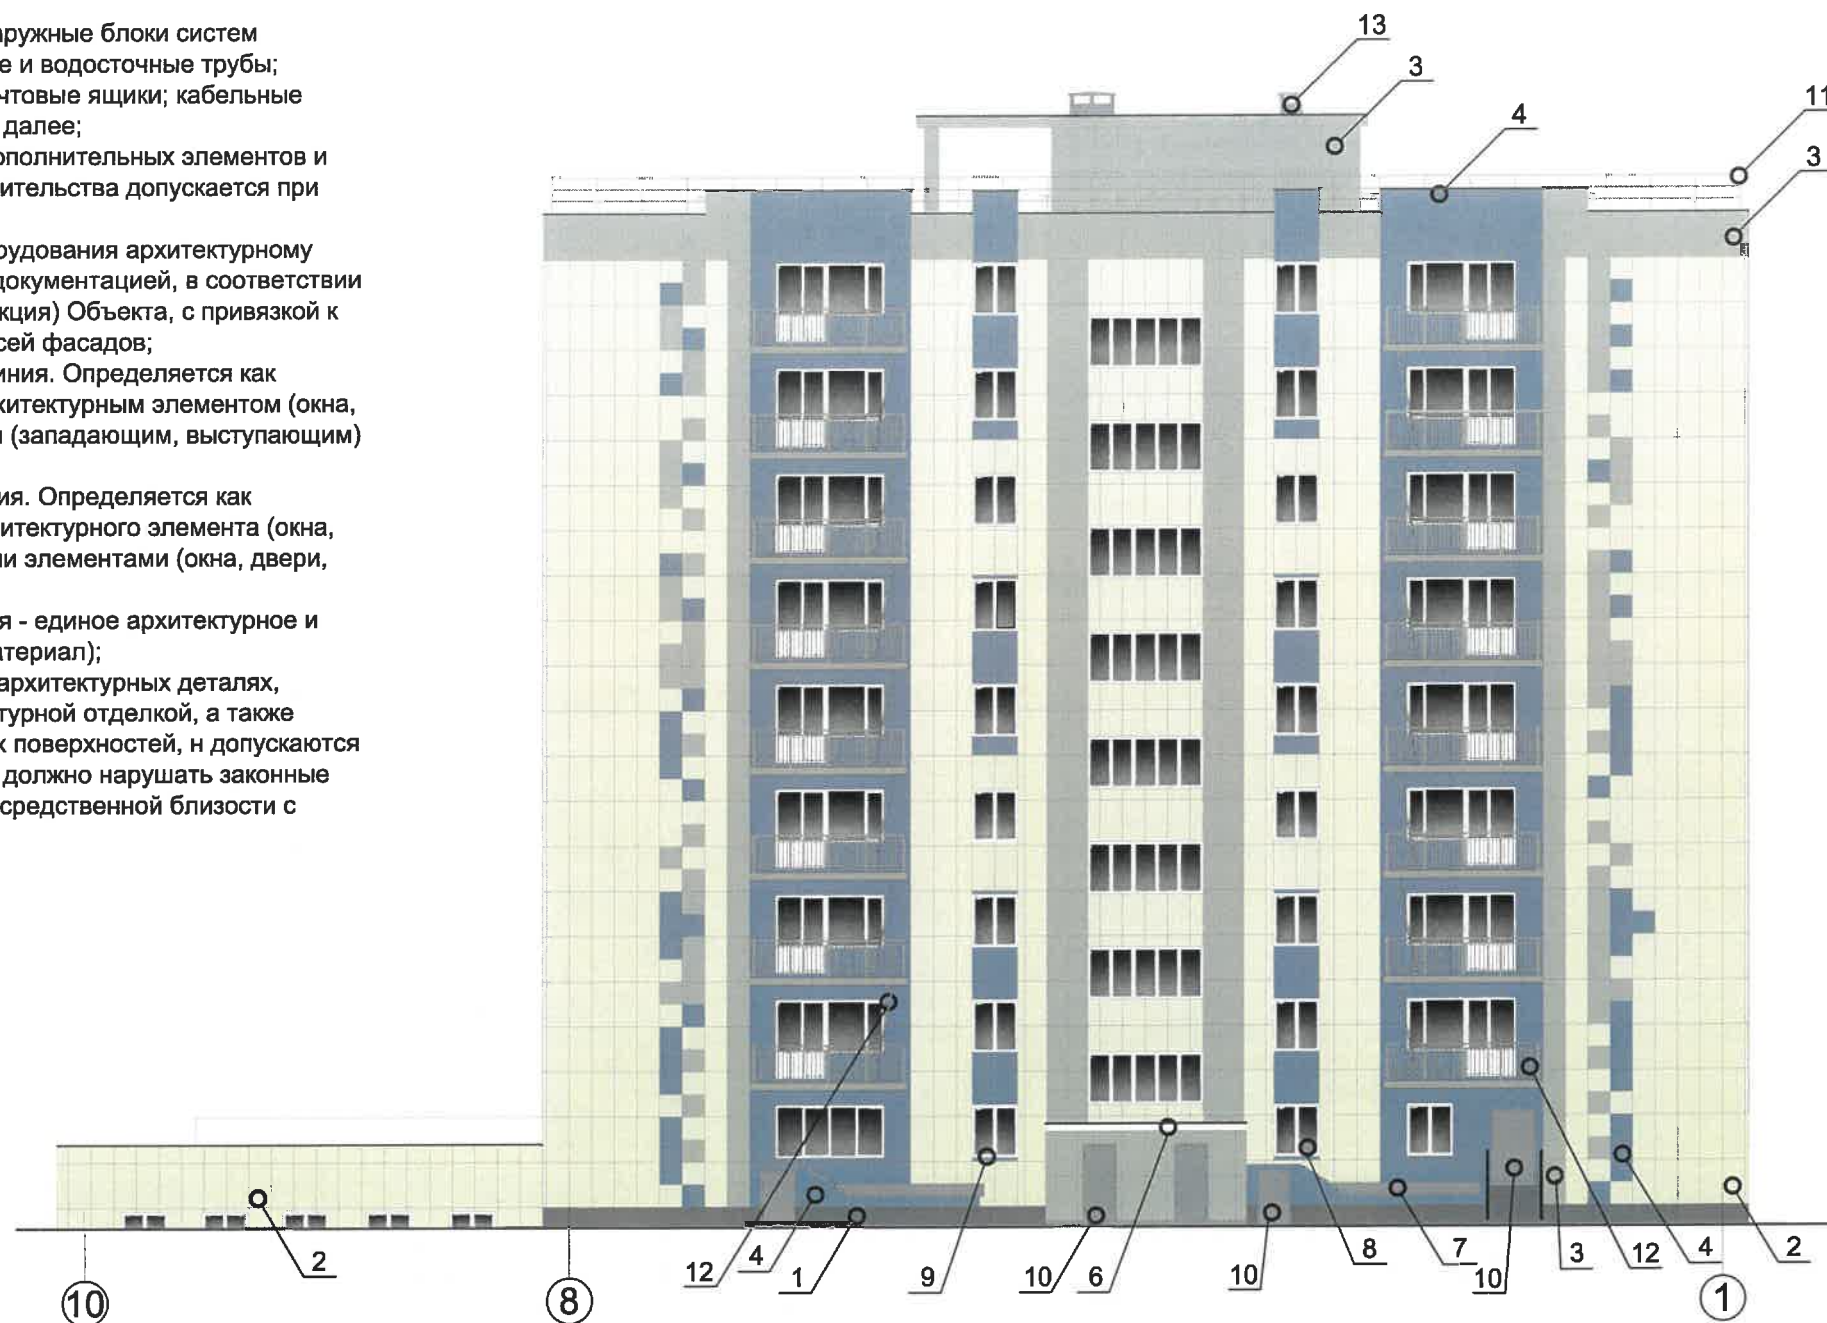 аружные блоки систем
е и водосточные трубы;
чтовые ящики; кабельные
далее;
ополнительных элементов и
ительства допускается при
рудования архитектурному
документацией, в соответствии
кция) Объекта, с привязкой к
сей фасадов;
иния. Определяется как
хитектурным элементом (окна,
и (западающим, выступающим)
ия. Определяется как
итектурного элемента (окна,
ии элементами (окна, двери,
я - единое архитектурное и
атериал);
архитектурных деталях,
турной отделкой, а также
х поверхностей, н допускаются
должно нарушать законные
средственной близости с
13
3
4
11
3
2
12
4
1
9
10
6
10
8
7
10
3
12
4
2
10
8
1